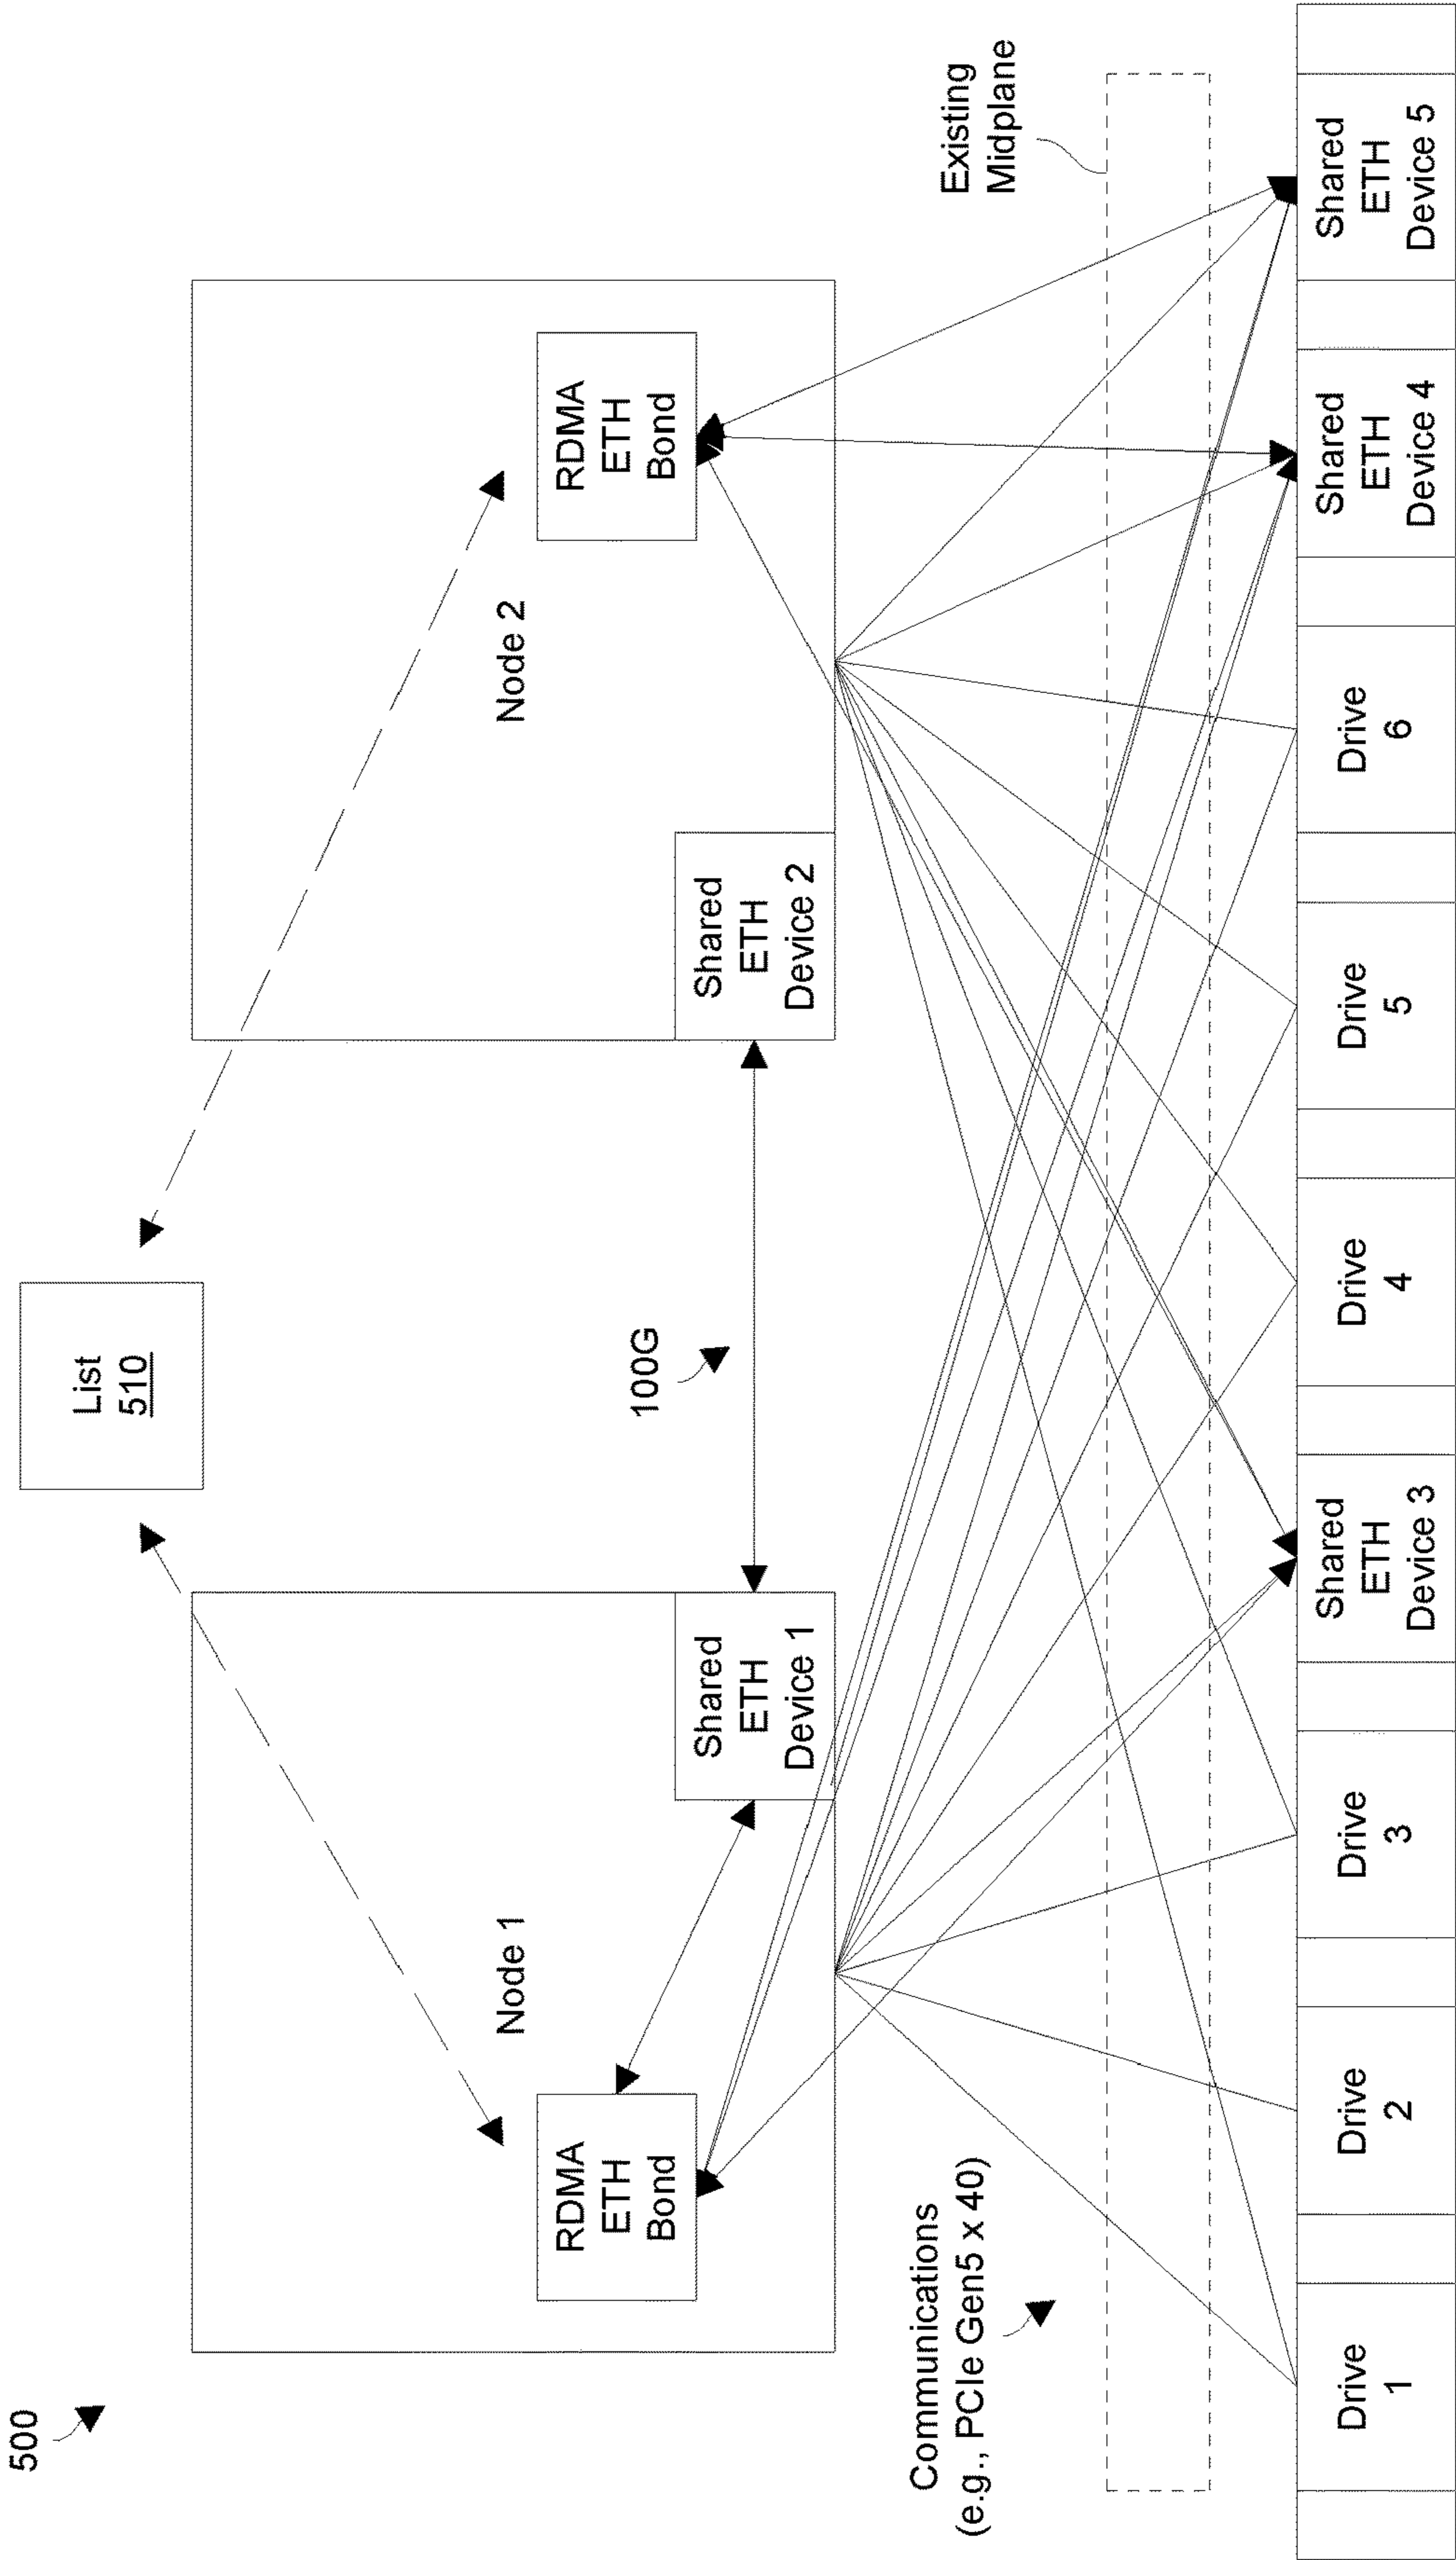 500
List
510
Node 1
Node 2
RDMA
ETH
Bond
Shared
ETH
Device 1
100G
Shared
ETH
Device 2
RDMA
ETH
Bond
Communications
(e.g., PCIe Gen5 x 40)
Existing
Midplane
Drive
1
Drive
2
Drive
3
Shared
ETH
Device 3
Drive
4
Drive
5
Drive
6
Shared
ETH
Device 4
Shared
ETH
Device 5